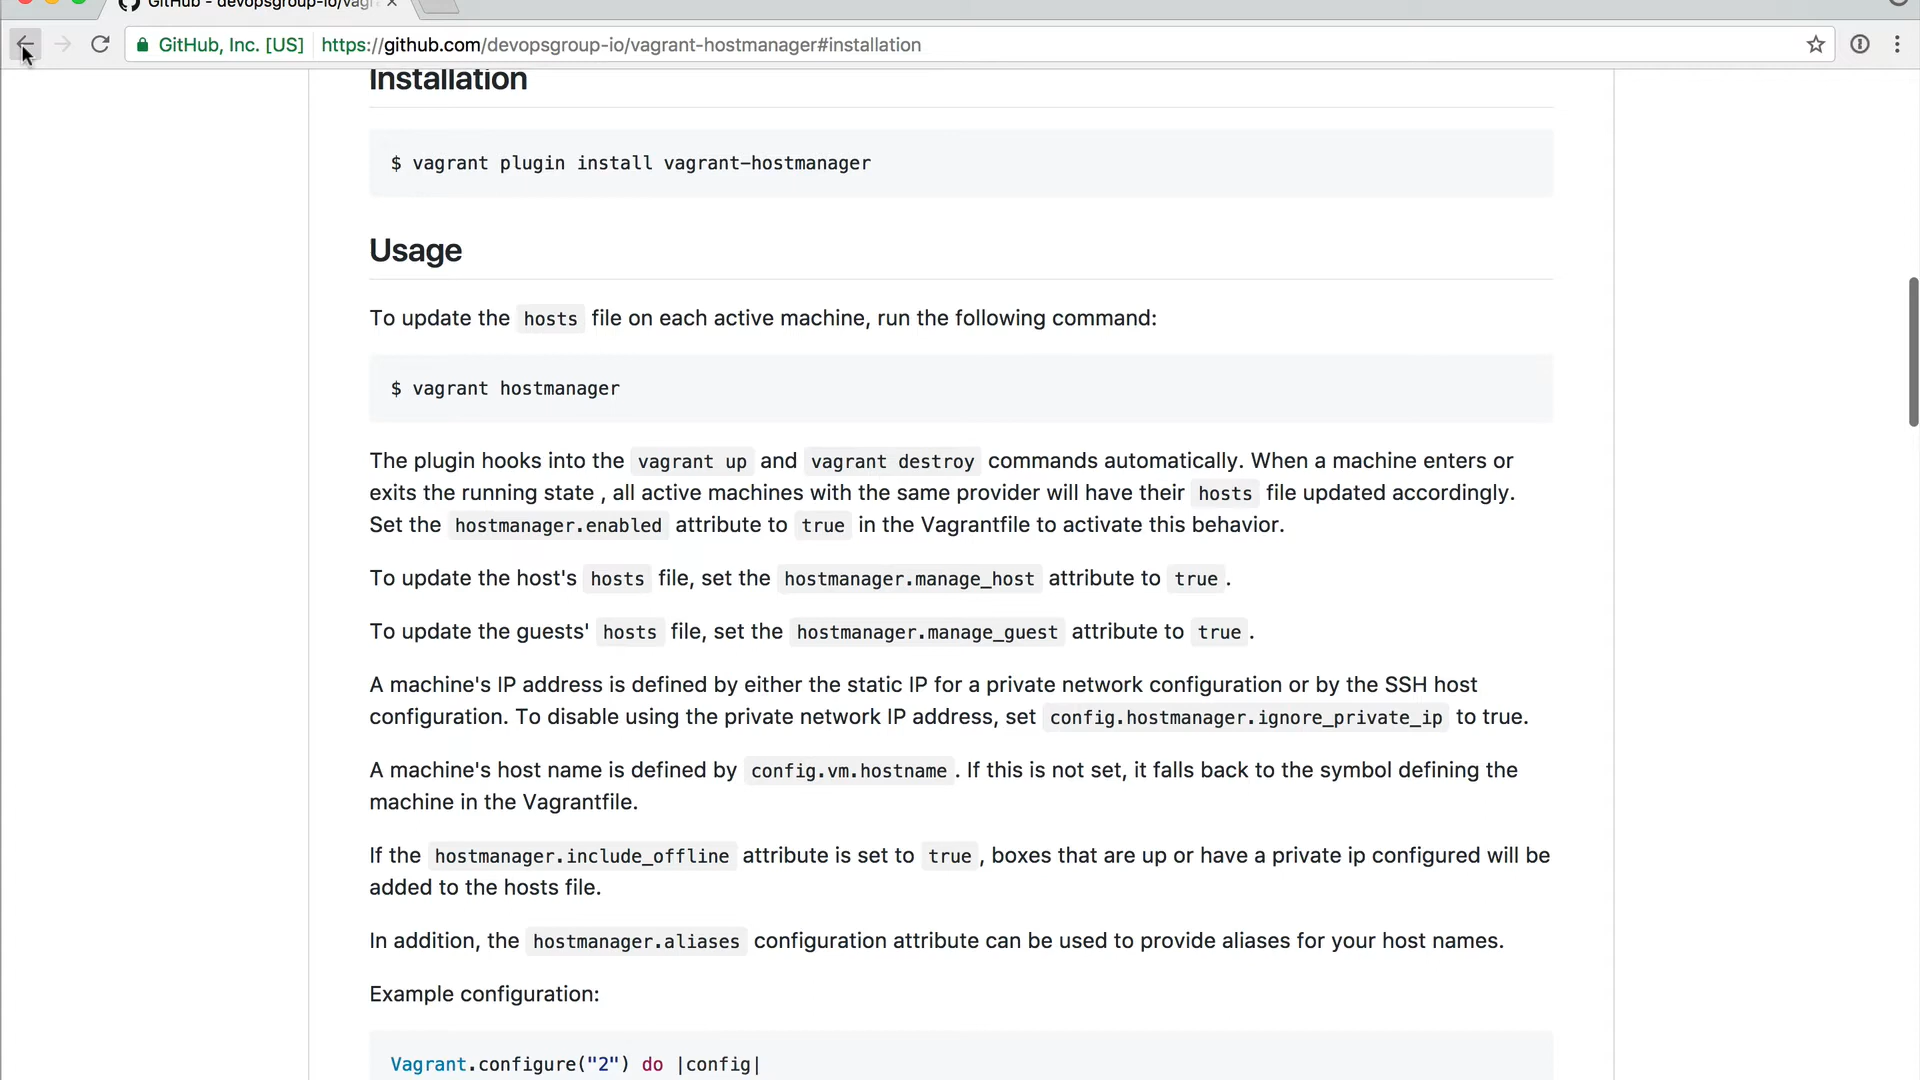 GitHub - devopsgroup-io/vagr
GitHub, Inc. [US] https://github.com/devopsgroup-io/vagrant-hostmanager#installation
Installation
$ vagrant plugin install vagrant-hostmanager
Usage
To update the hosts file on each active machine, run the following command:
$ vagrant hostmanager
The plugin hooks into the vagrant up and vagrant destroy commands automatically. When a machine enters or
exits the running state , all active machines with the same provider will have their hosts file updated accordingly.
Set the hostmanager.enabled attribute to true in the Vagrantfile to activate this behavior.
To update the host's hosts file, set the hostmanager.manage_host attribute to true .
To update the guests' hosts file, set the hostmanager.manage_guest attribute to true .
A machine's IP address is defined by either the static IP for a private network configuration or by the SSH host
configuration. To disable using the private network IP address, set config.hostmanager.ignore_private_ip to true.
A machine's host name is defined by config.vm.hostname . If this is not set, it falls back to the symbol defining the
machine in the Vagrantfile.
If the hostmanager.include_offline attribute is set to true , boxes that are up or have a private ip configured will be
added to the hosts file.
In addition, the hostmanager.aliases configuration attribute can be used to provide aliases for your host names.
Example configuration:
Vagrant.configure("2") do |config|